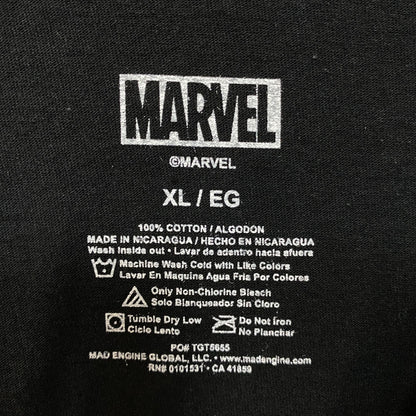 MARVEL
©MARVEL
XL / EG
100% COTTON / ALGODON
MADE IN NICARAGUA / HECHO EN NICARAGUA
Wash inside out • Lavar de adentro hacia afuera
Machine Wash Cold with Like Colors
Lavar En Maquina Agua Fria Por Colores
Only Non-Chlorine Bleach
Solo Blanqueador Sin Cloro
Tumble Dry Low
Ciclo Lento
Do Not Iron
No Planchar
PO# TGT5655
MAD ENGINE GLOBAL, LLC. • www.madengine.com
RN# 0101531 • CA 41859